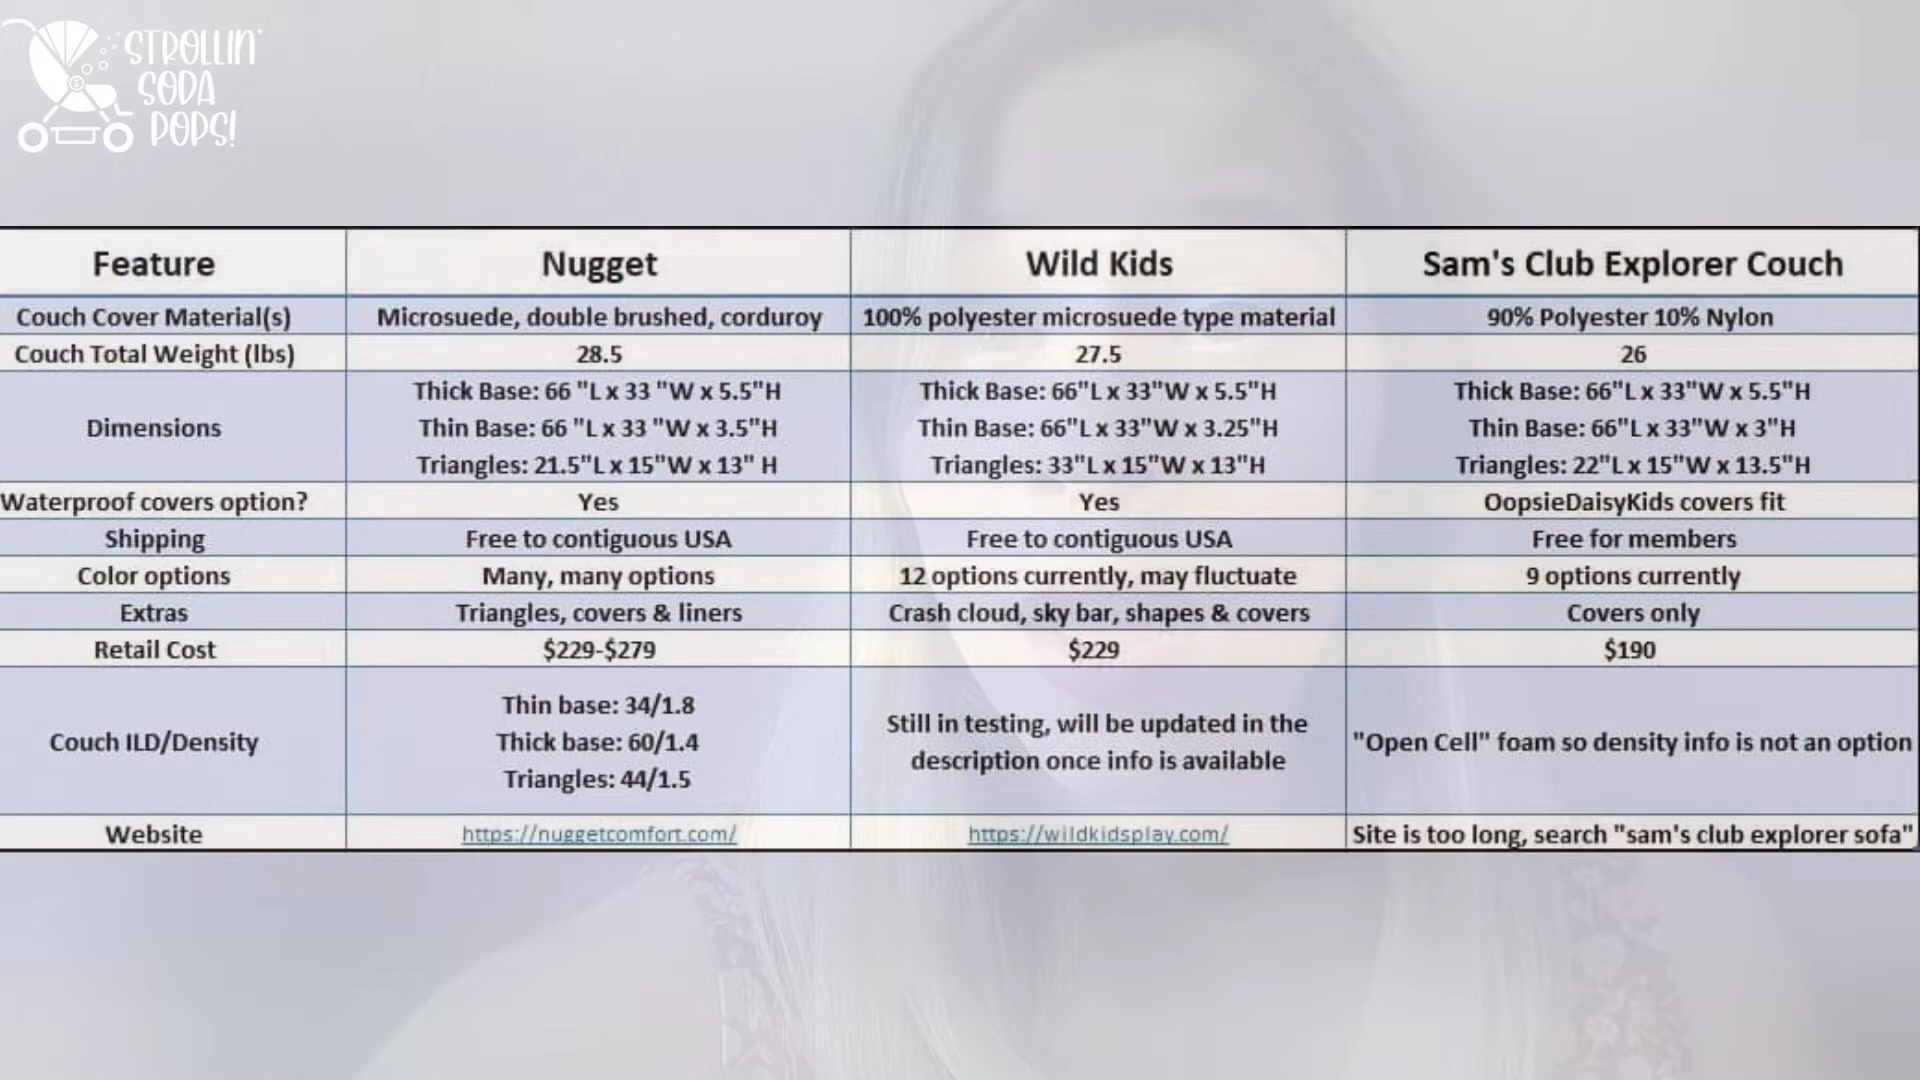 STROLLIN'
SODA
POPS!
Feature Nugget Wild Kids Sam's Club Explorer Couch
Couch Cover Material(s) Microsuede, double brushed, corduroy 100% polyester microsuede type material 90% Polyester 10% Nylon
Couch Total Weight (lbs) 28.5 27.5 26
Dimensions
Thick Base: 66 "L x 33 "W x 5.5"H
Thin Base: 66 "L x 33 "W x 3.5"H
Triangles: 21.5"L x 15"W x 13" H
Thick Base: 66"L x 33"W x 5.5"H
Thin Base: 66"L x 33"W x 3.25"H
Triangles: 33"L x 15"W x 13"H
Thick Base: 66"L x 33"W x 5.5"H
Thin Base: 66"L x 33"W x 3"H
Triangles: 22"L x 15"W x 13.5"H
Waterproof covers option? Yes Yes OopsieDaisyKids covers fit
Shipping Free to contiguous USA Free to contiguous USA Free for members
Color options Many, many options 12 options currently, may fluctuate 9 options currently
Extras Triangles, covers & liners Crash cloud, sky bar, shapes & covers Covers only
Retail Cost $229-$279 $229 $190
Couch ILD/Density
Thin base: 34/1.8
Thick base: 60/1.4
Triangles: 44/1.5
Still in testing, will be updated in the
description once info is available
"Open Cell" foam so density info is not an option
Website https://nuggetcomfort.com/ https://wildkidsplay.com/ Site is too long, search "sam's club explorer sofa"